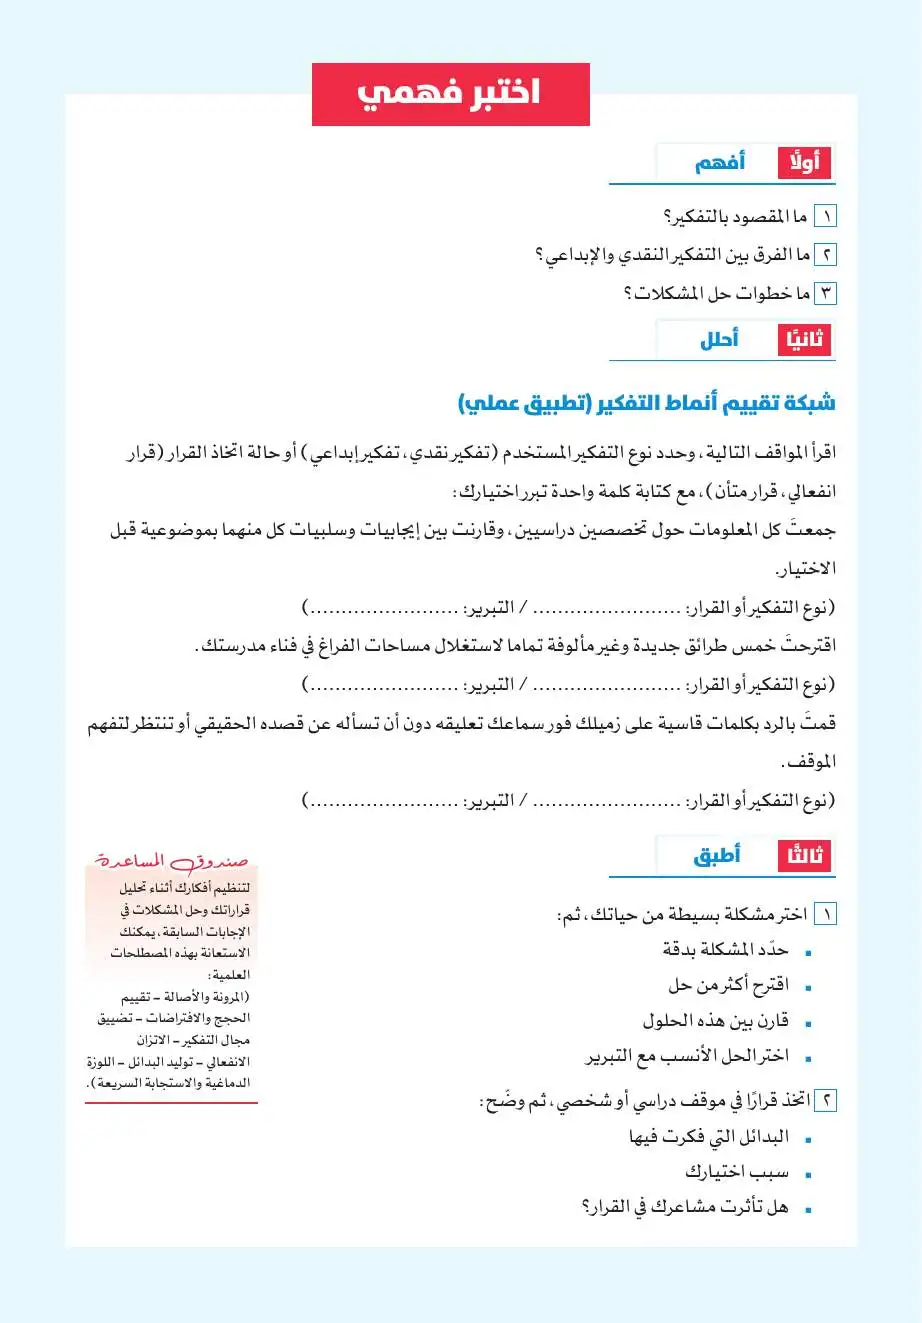 اختبر فهمي
أولًا أفهم
١ ما المقصود بالتفكير؟
٢ ما الفرق بين التفكير النقدي والإبداعي؟
٣ ما خطوات حل المشكلات؟
ثانيًا أحلل
شبكة تقييم أنماط التفكير (تطبيق عملي)
اقرأ المواقف التالية، وحدد نوع التفكير المستخدم (تفكير نقدي، تفكير إبداعي) أو حالة اتخاذ القرار (قرار
انفعالي، قرار متأن)، مع كتابة كلمة واحدة تبرر اختيارك:
جمعتَ كل المعلومات حول تخصصين دراسيين، وقارنت بين إيجابيات وسلبيات كل منهما بموضوعية قبل
الاختيار.
(نوع التفكير أو القرار: ........................ / التبرير: ........................)
اقترحتَ خمس طرائق جديدة وغير مألوفة تماما لاستغلال مساحات الفراغ في فناء مدرستك.
(نوع التفكير أو القرار: ........................ / التبرير: ........................)
قمتَ بالرد بكلمات قاسية على زميلك فور سماعك تعليقه دون أن تسأله عن قصده الحقيقي أو تنتظر لتفهم
الموقف.
(نوع التفكير أو القرار: ........................ / التبرير: ........................)
ثالثًا أطبق
١ اختر مشكلة بسيطة من حياتك، ثم:
▪ حدّد المشكلة بدقة
▪ اقترح أكثر من حل
▪ قارن بين هذه الحلول
▪ اختر الحل الأنسب مع التبرير
٢ اتخذ قرارًا في موقف دراسي أو شخصي، ثم وضّح:
▪ البدائل التي فكرت فيها
▪ سبب اختيارك
▪ هل تأثرت مشاعرك في القرار؟
صندوق المساعدة
لتنظيم أفكارك أثناء تحليل
قراراتك وحل المشكلات في
الإجابات السابقة، يمكنك
الاستعانة بهذه المصطلحات
العلمية:
(المرونة والأصالة – تقييم
الحجج والافتراضات – تضييق
مجال التفكير – الاتزان
الانفعالي – توليد البدائل – اللوزة
الدماغية والاستجابة السريعة).